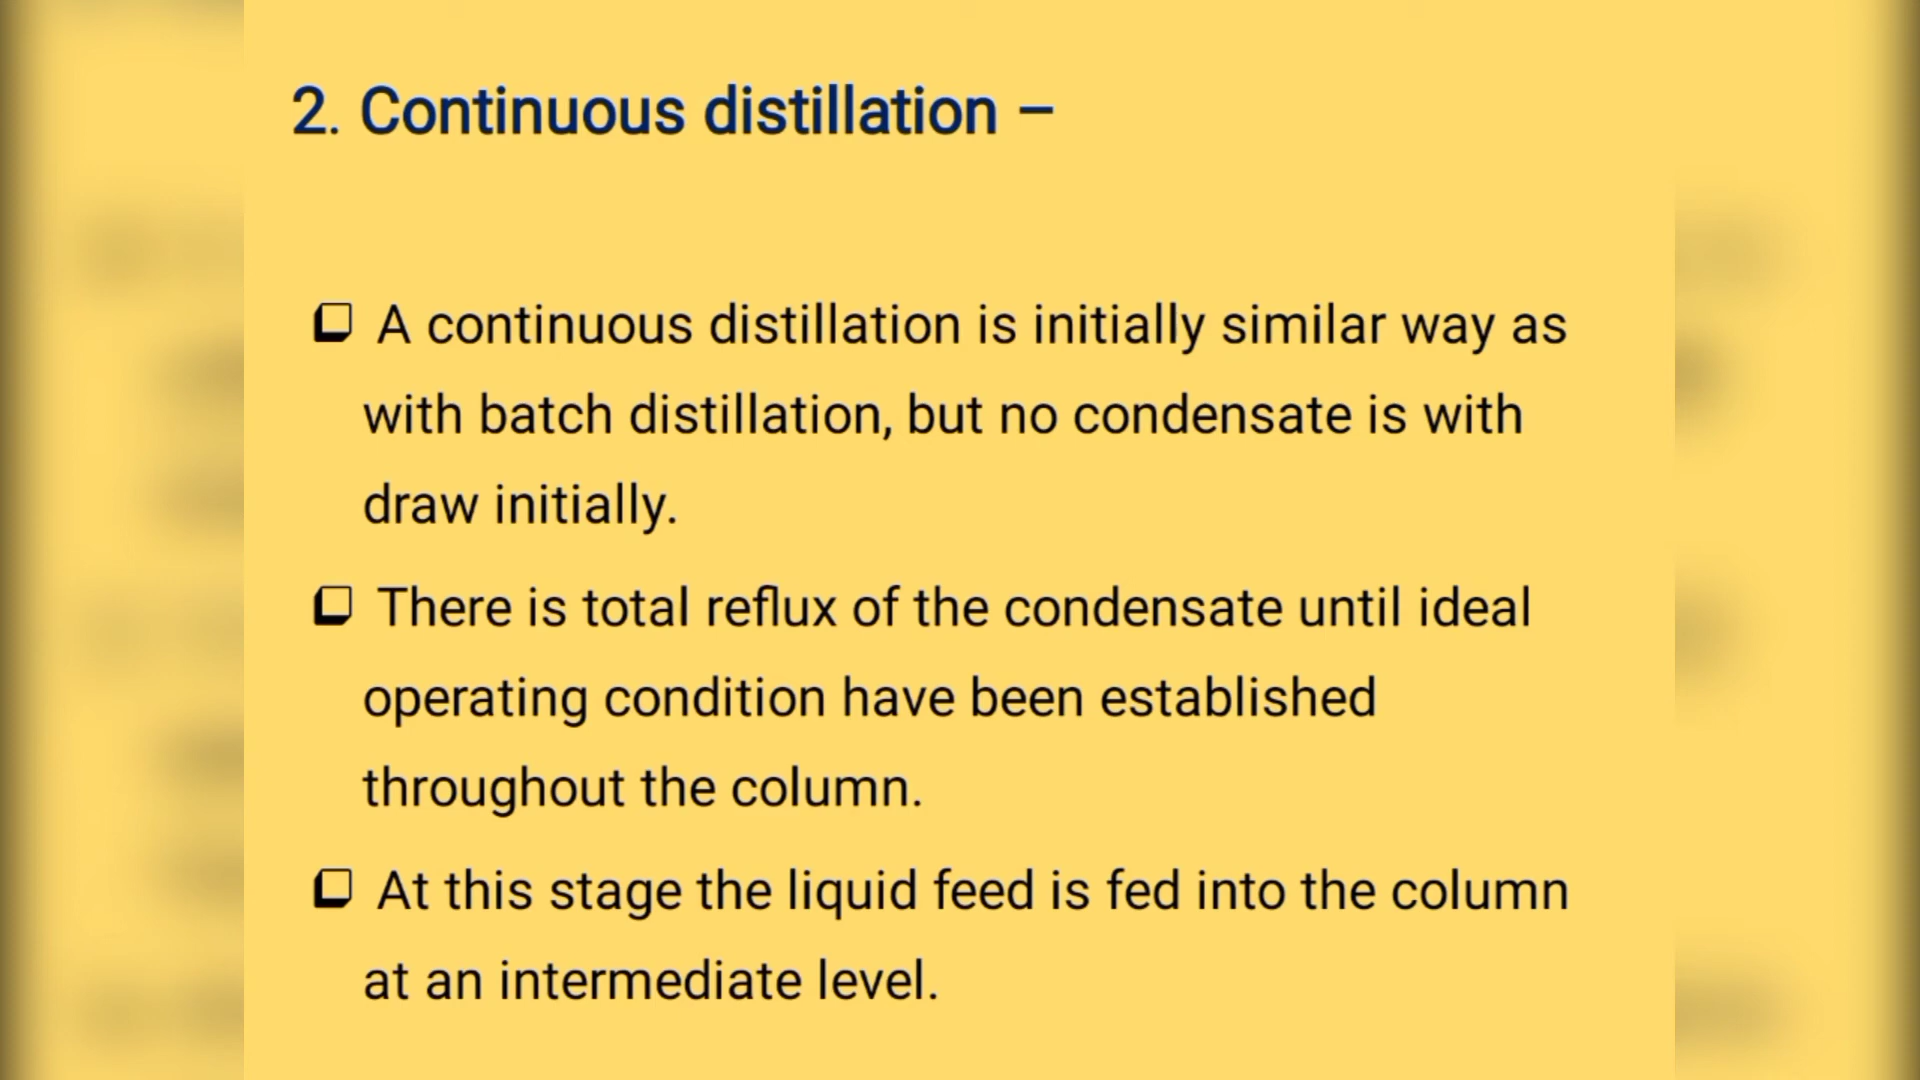 2. Continuous distillation –
❑ A continuous distillation is initially similar way as
with batch distillation, but no condensate is with
draw initially.
❑ There is total reflux of the condensate until ideal
operating condition have been established
throughout the column.
❑ At this stage the liquid feed is fed into the column
at an intermediate level.